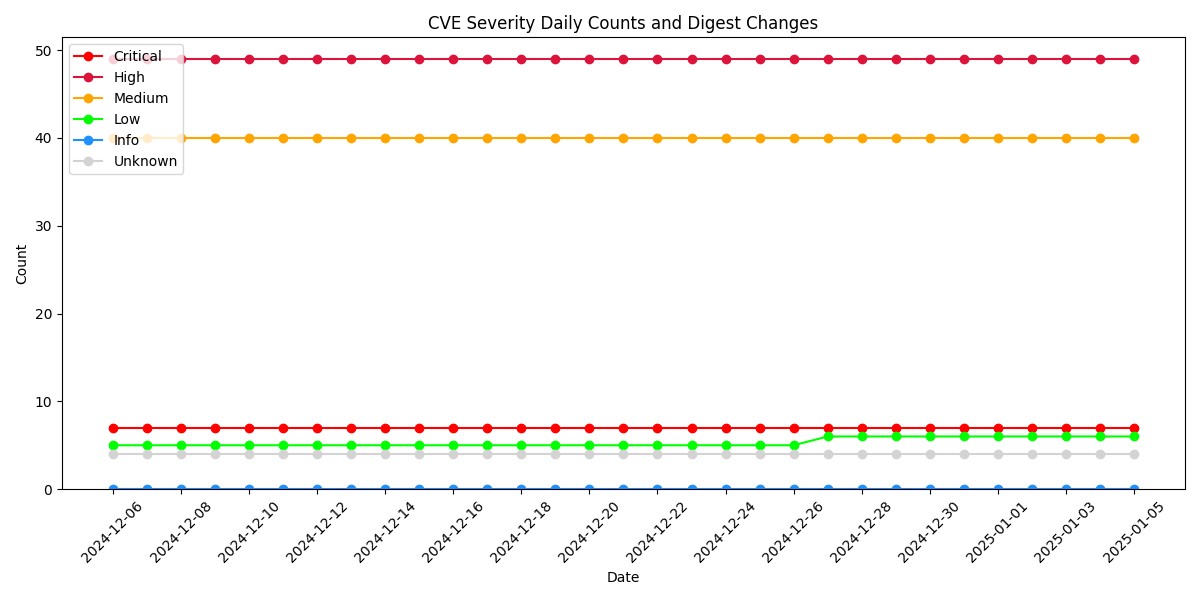 CVE Severity Daily Counts and Digest Changes
Critical
High
Medium
Low
Info
Unknown
50
40
30
20
10
0
Count
2024-12-06
2024-12-08
2024-12-10
2024-12-12
2024-12-14
2024-12-16
2024-12-18
2024-12-20
2024-12-22
2024-12-24
2024-12-26
2024-12-28
2024-12-30
2025-01-01
2025-01-03
2025-01-05
Date